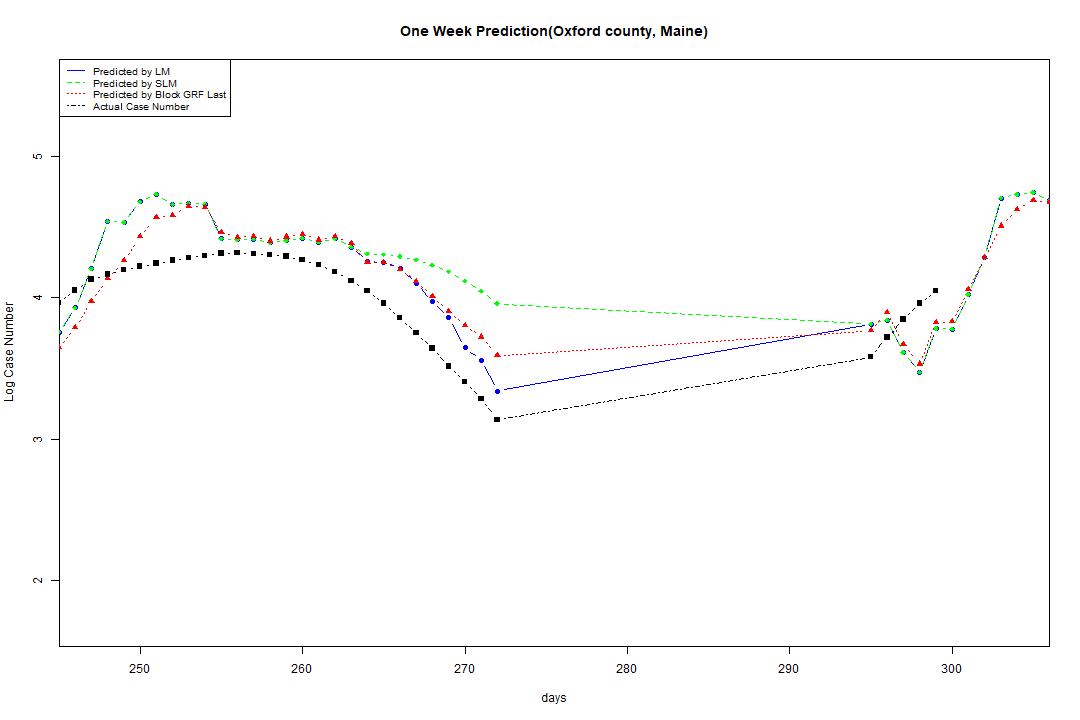 One Week Prediction(Oxford county, Maine)
Predicted by LM
Predicted by SLM
Predicted by Block GRF Last
Actual Case Number
5
4
3
2
Log Case Number
250 260 270 280 290 300
days